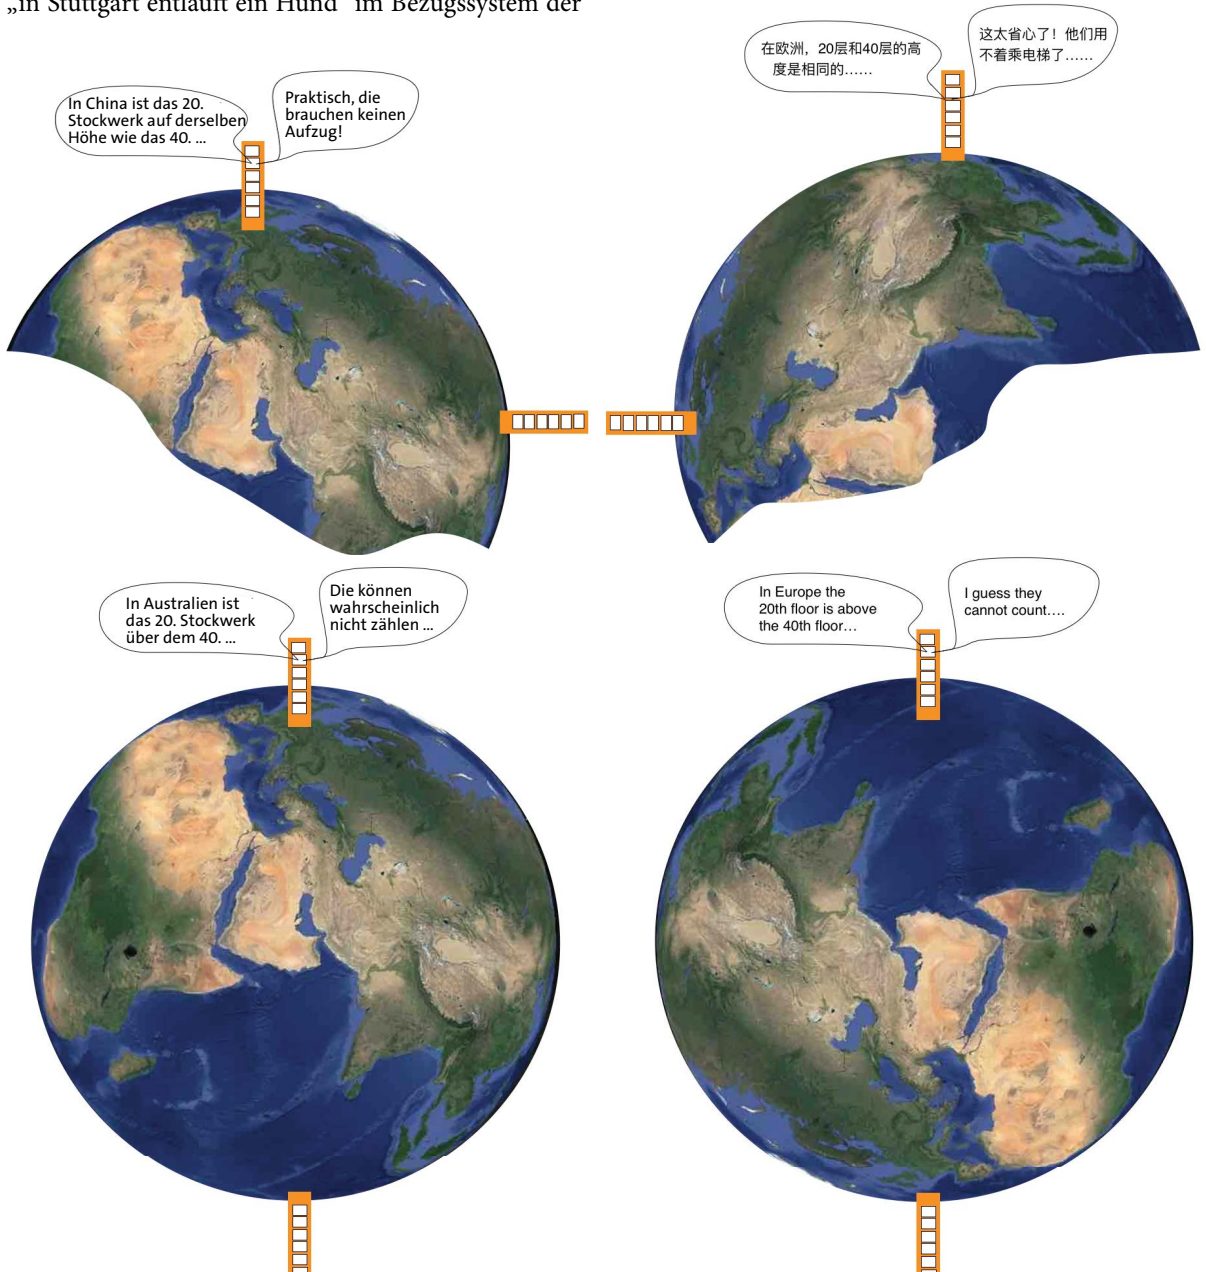 „in Stuttgart entläuft ein Hund“ im Bezugssystem der
In China ist das 20.
Stockwerk auf derselben
Höhe wie das 40. ...
Praktisch, die
brauchen keinen
Aufzug!
在欧洲，20层和40层的高
度是相同的……
这太省心了！他们用
不着乘电梯了……
In Australien ist
das 20. Stockwerk
über dem 40. ...
Die können
wahrscheinlich
nicht zählen ...
In Europe the
20th floor is above
the 40th floor…
I guess they
cannot count….